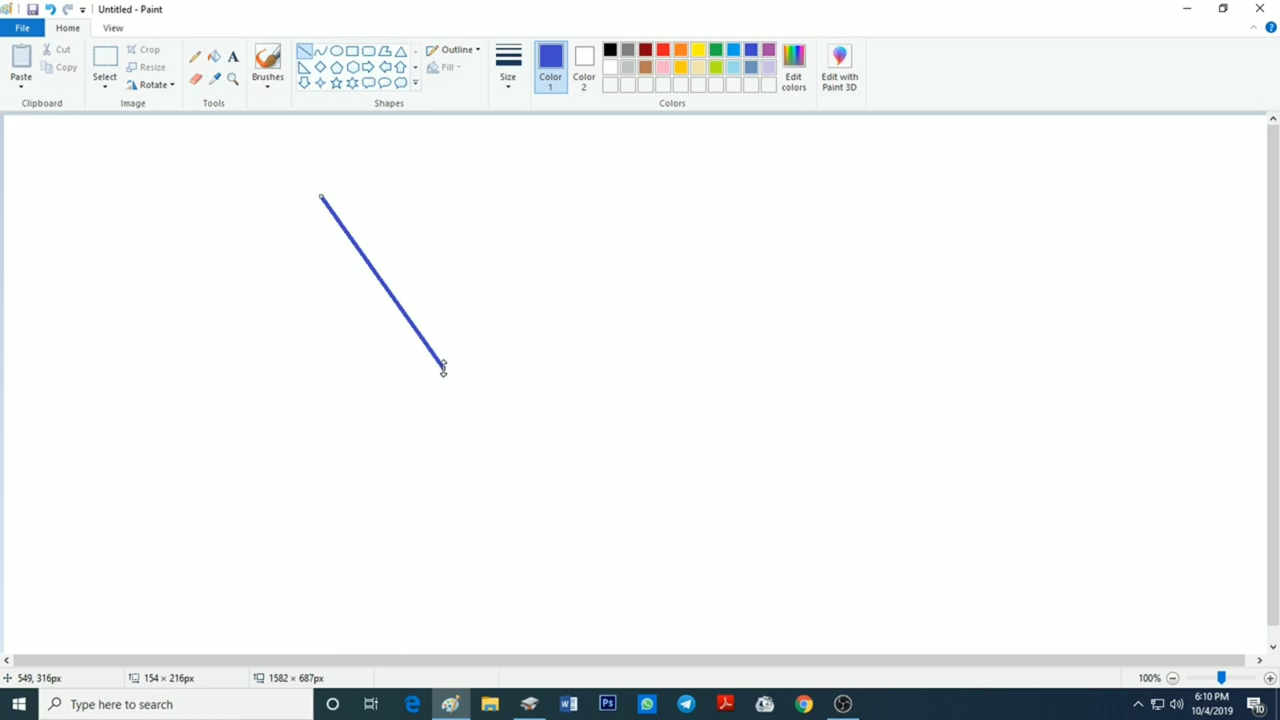 Untitled - Paint
File
Home
View
Paste
Cut
Copy
Clipboard
Select
Crop
Resize
Rotate
Image
A
Tools
Brushes
Outline
Fill
Shapes
Size
Color
1
Color
2
Edit
colors
Edit with
Paint 3D
Colors
549, 316px
154 × 216px
1582 × 687px
100%
Type here to search
W
Ps
6:10 PM
10/4/2019
10